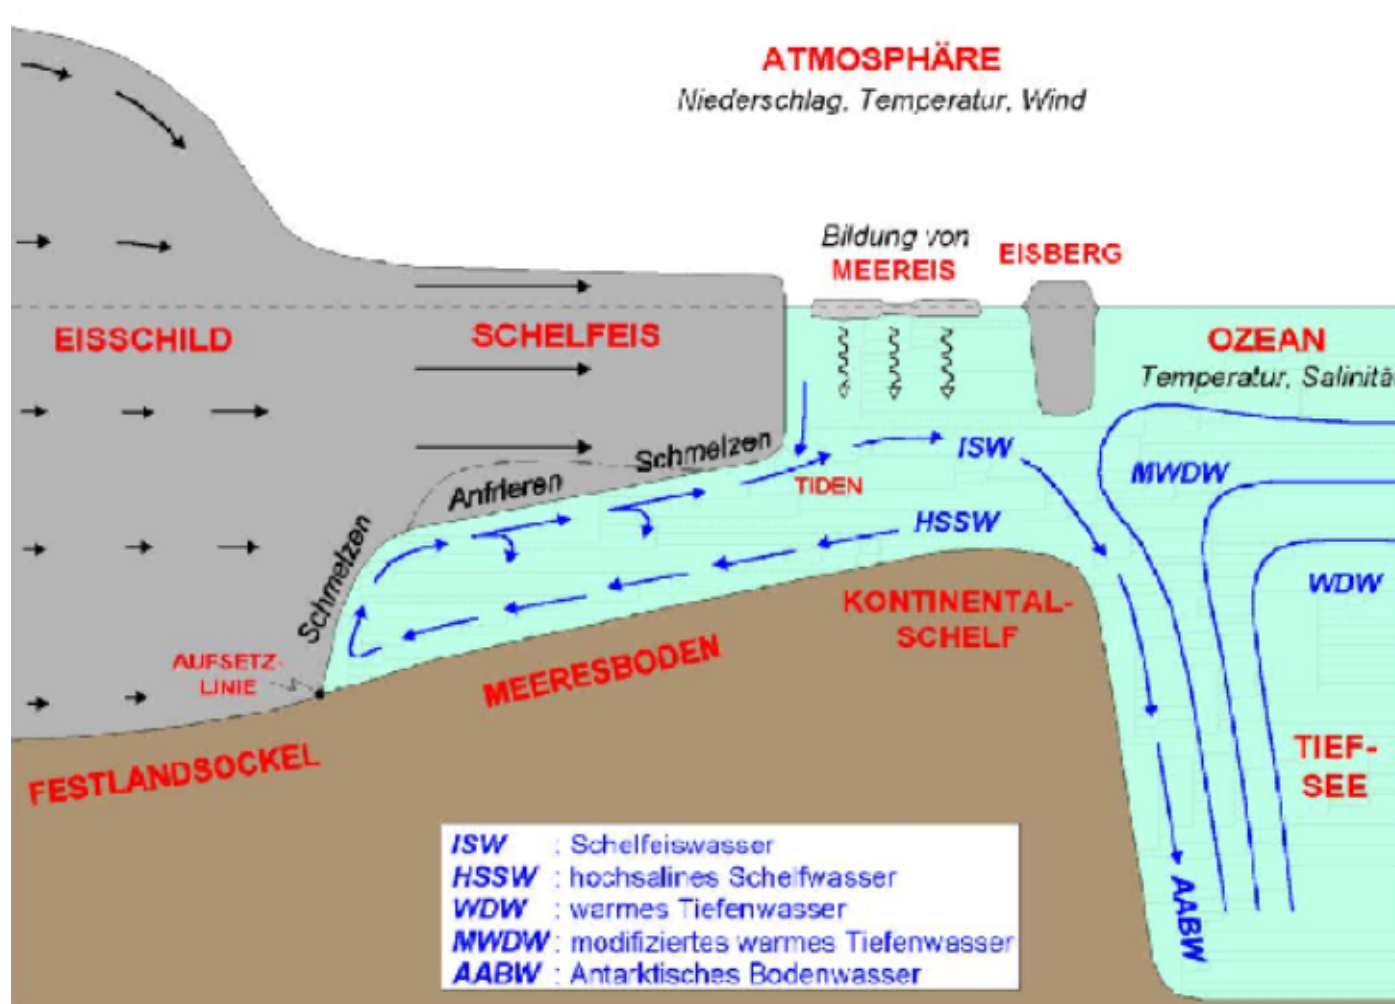 ATMOSPHÄRE
Niederschlag, Temperatur, Wind
Bildung von
MEEREIS
EISBERG
EISSCHILD
SCHELFEIS
OZEAN
Temperatur, Salinitä
Schmelzen
Anfrieren
TIDEN
ISW
MWDW
HSSW
WDW
Schmelzen
KONTINENTAL-
SCHELF
AUFSETZ-
LINIE
MEERESBODEN
FESTLANDSOCKEL
TIEF-
SEE
AABW
ISW : Schelfeiswasser
HSSW : hochsalines Schelfwasser
WDW : warmes Tiefenwasser
MWDW : modifiziertes warmes Tiefenwasser
AABW : Antarktisches Bodenwasser